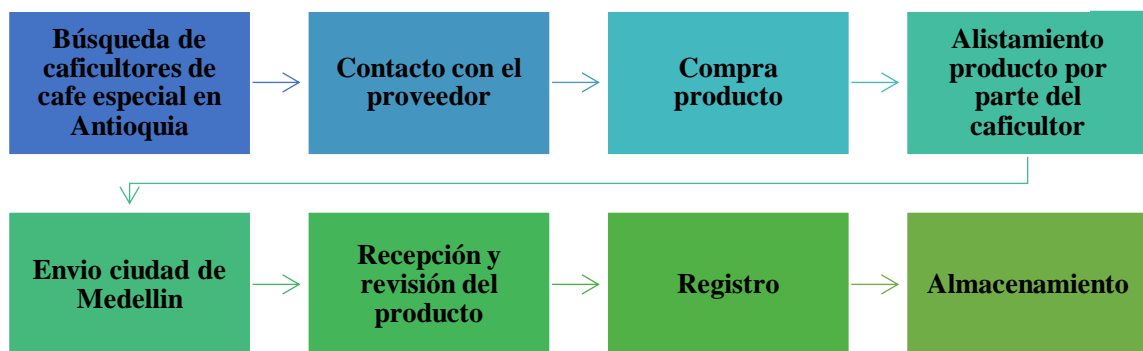 Búsqueda de
caficultores de
cafe especial en
Antioquia
Contacto con el
proveedor
Compra
producto
Alistamiento
producto por
parte del
caficultor
Envio ciudad de
Medellin
Recepción y
revisión del
producto
Registro
Almacenamiento